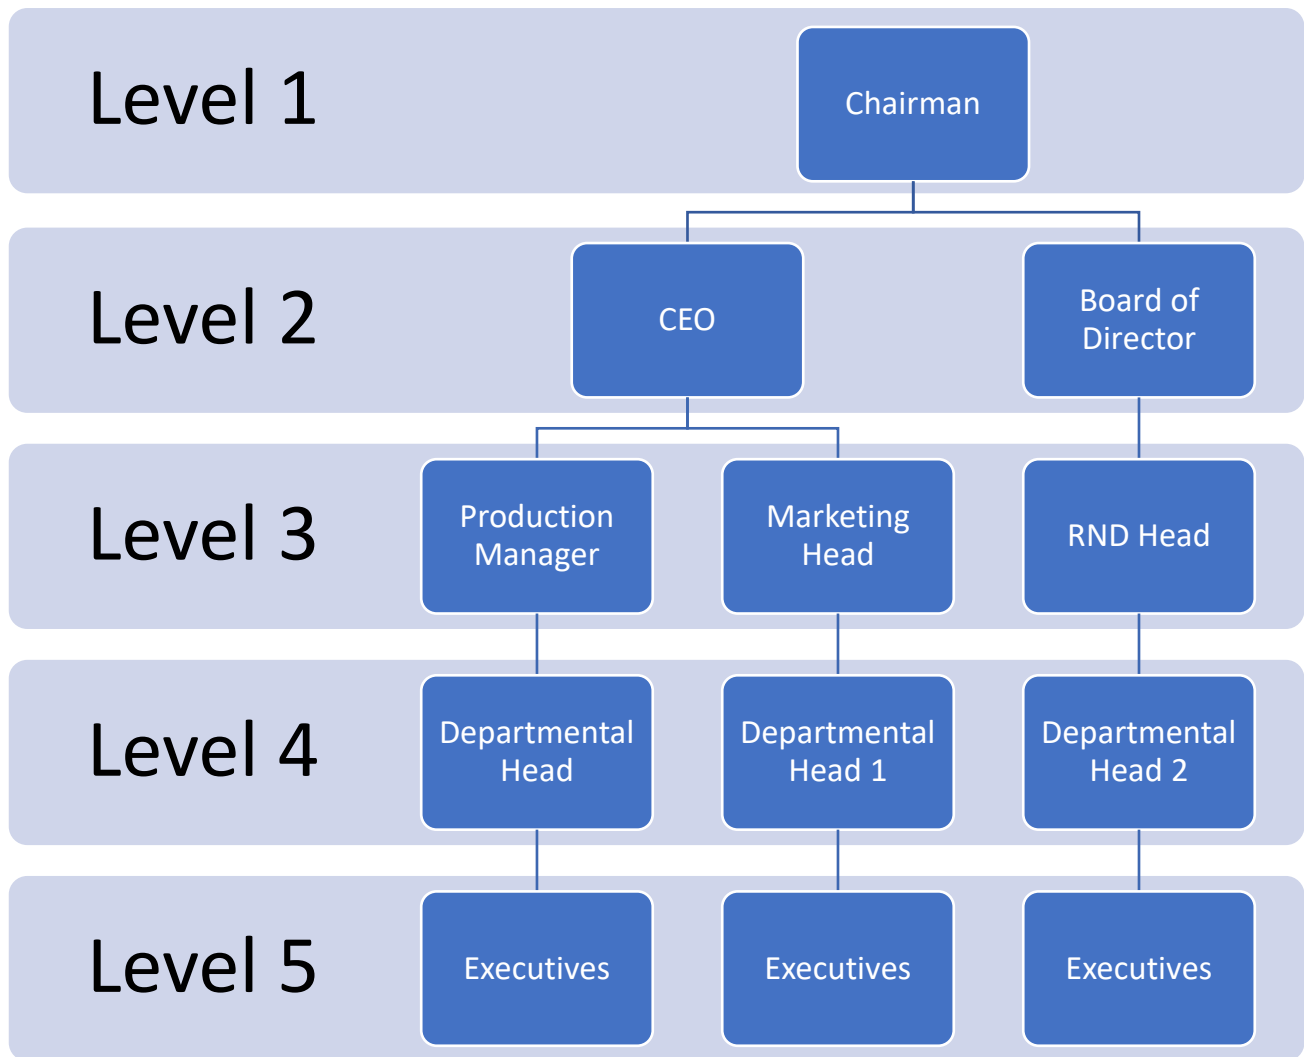 Level 1
Chairman
Level 2
CEO
Board of
Director
Level 3
Production
Manager
Marketing
Head
RND Head
Level 4
Departmental
Head
Departmental
Head 1
Departmental
Head 2
Level 5
Executives
Executives
Executives